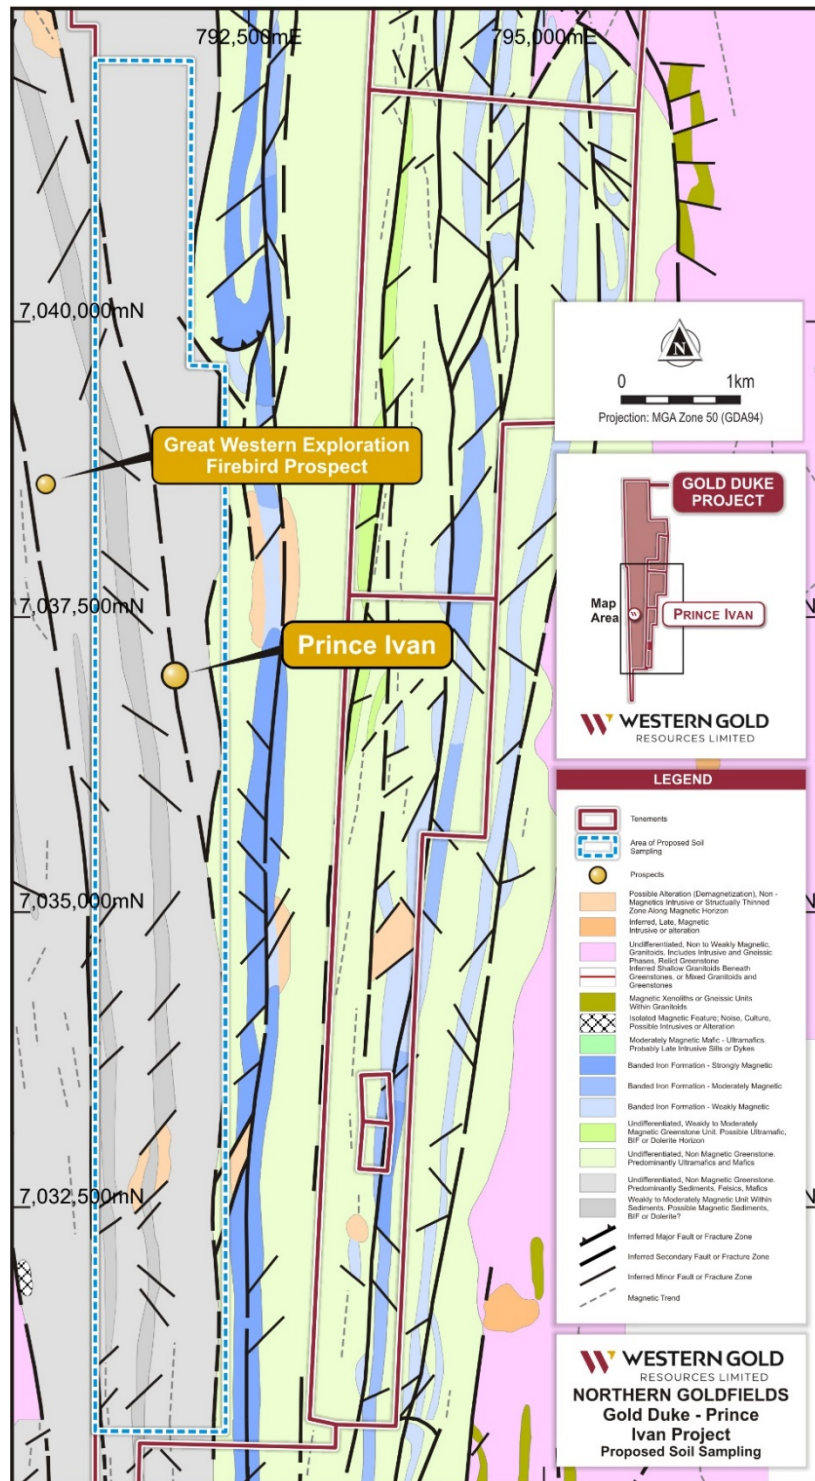 792,500mE
795,000mE
7,040,000mN
Great Western Exploration
Firebird Prospect
7,037,500mN
Prince Ivan
7,035,000mN
7,032,500mN
N
0
1km
Projection: MGA Zone 50 (GDA94)
GOLD DUKE
PROJECT
Map
Area
W
PRINCE IVAN
WESTERN GOLD
RESOURCES LIMITED
N
N
LEGEND
Tenements
Area of Proposed Soil
Sampling
Prospects
Possible Alteration (Demagnetization), Non -
Magnetics Intrusive or Structually Thinned
Zone Along Magnetic Horizon
Inferred, Late, Magnetic
Intrusive or alteration
Undifferentiated, Non to Weakly Magnetic,
Granitoids. Includes Intrusive and Gneissic
Phases, Relict Greenstone
Inferred Shallow Granitoids Beneath
Greenstones, or Mixed Granitoids and
Greenstones
Magnetic Xenoliths or Gneissic Units
Within Granitoids
Isolated Magnetic Feature; Noise, Culture,
Possible Intrusives or Alteration
Moderately Magnetic Mafic - Ultramafics.
Probably Late Intrusive Sills or Dykes
Banded Iron Formation - Strongly Magnetic
Banded Iron Formation - Moderately Magnetic
Banded Iron Formation - Weakly Magnetic
Undifferentiated, Weakly to Moderately
Magnetic Greenstone Unit. Possible Ultramafic,
BIF or Dolerite Horizon
Undifferentiated, Non Magnetic Greenstone.
Predominantly Ultramafics and Mafics
Undifferentiated, Non Magnetic Greenstone.
Predominantly Sediments, Felsics, Mafics
Weakly to Moderately Magnetic Unit Within
Sediments. Possible Magnetic Sediments,
BIF or Dolerite?
Inferred Major Fault or Fracture Zone
Inferred Secondary Fault or Fracture Zone
Inferred Minor Fault or Fracture Zone
Magnetic Trend
N
WESTERN GOLD
RESOURCES LIMITED
NORTHERN GOLDFIELDS
Gold Duke - Prince
Ivan Project
Proposed Soil Sampling